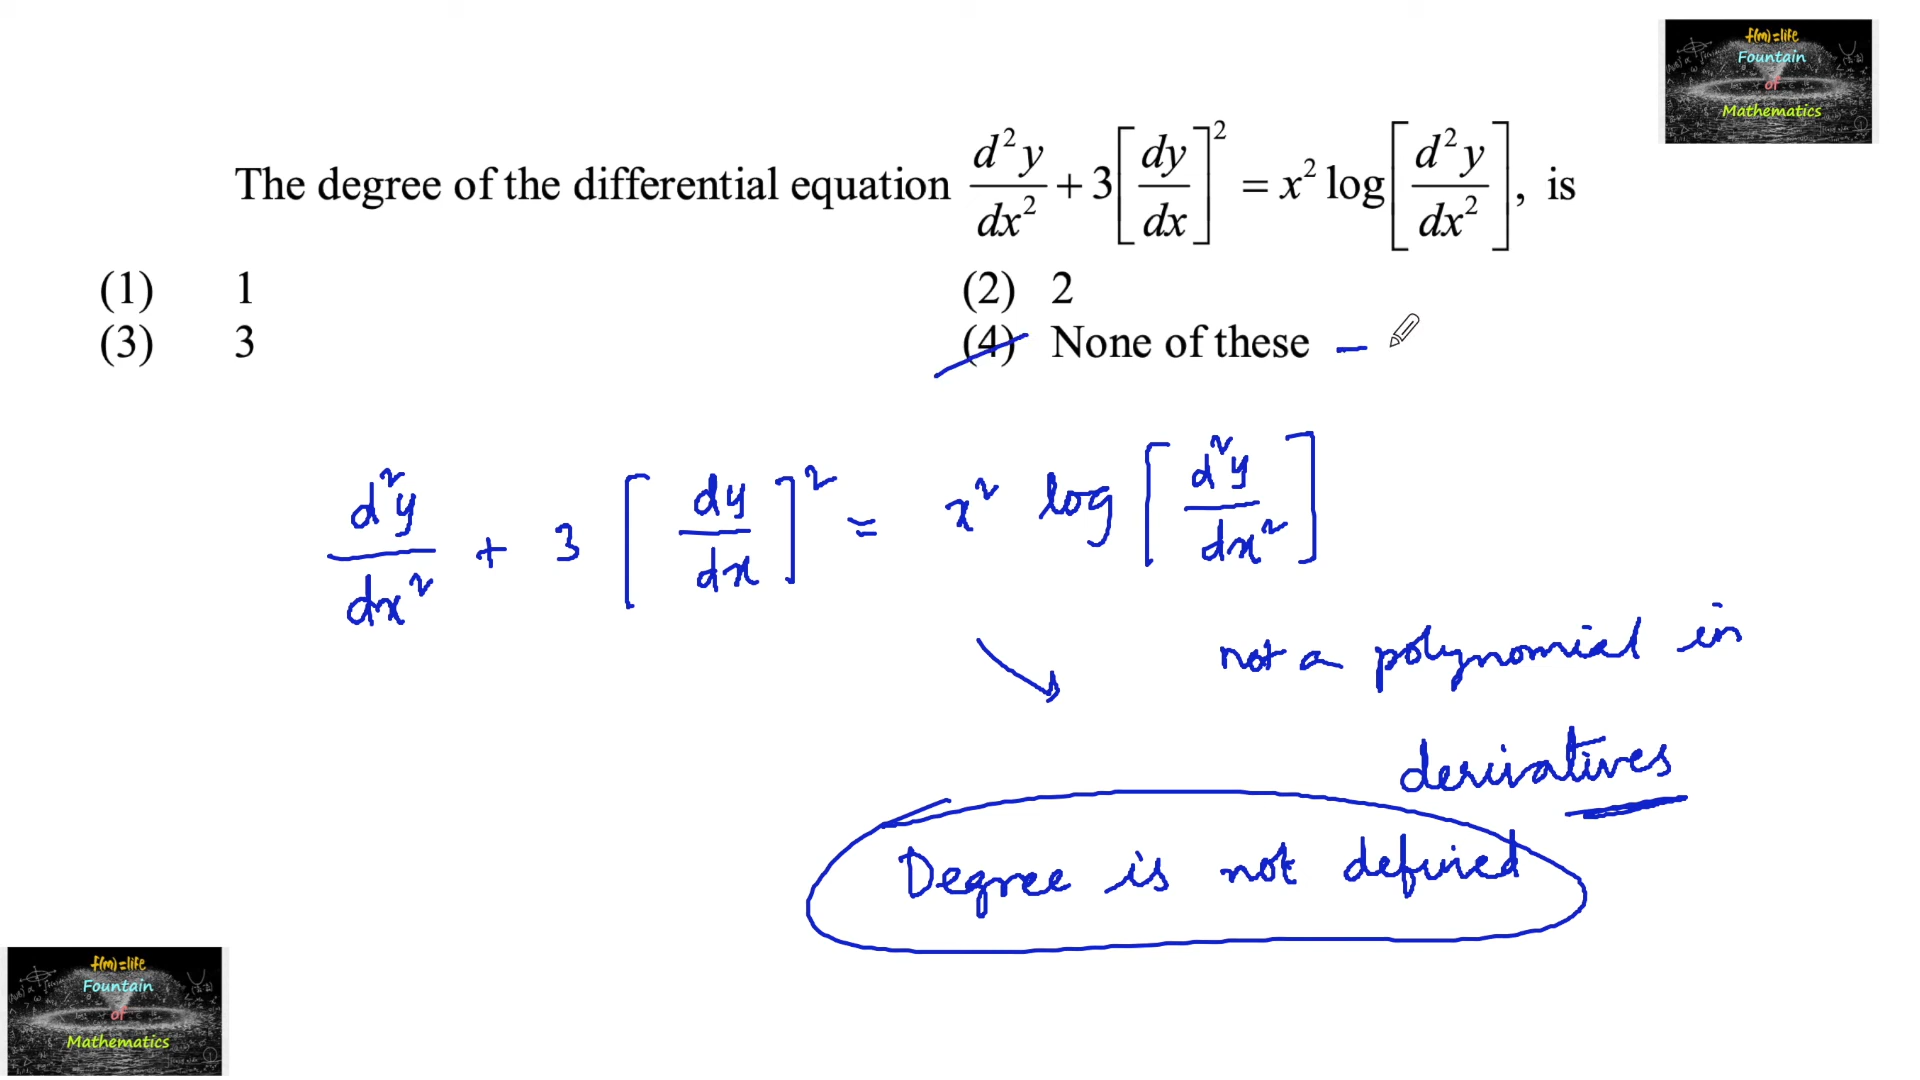 f(m)=life
Fountain
of
Mathematics
The degree of the differential equation d²y/dx² + 3[dy/dx]² = x² log[d²y/dx²], is
(1) 1 (2) 2
(3) 3 (4) None of these –
d²y/dx² + 3 [dy/dx]² = x² log [d²y/dx²]
not a polynomial in
derivatives
Degree is not defined
f(m)=life
Fountain
of
Mathematics